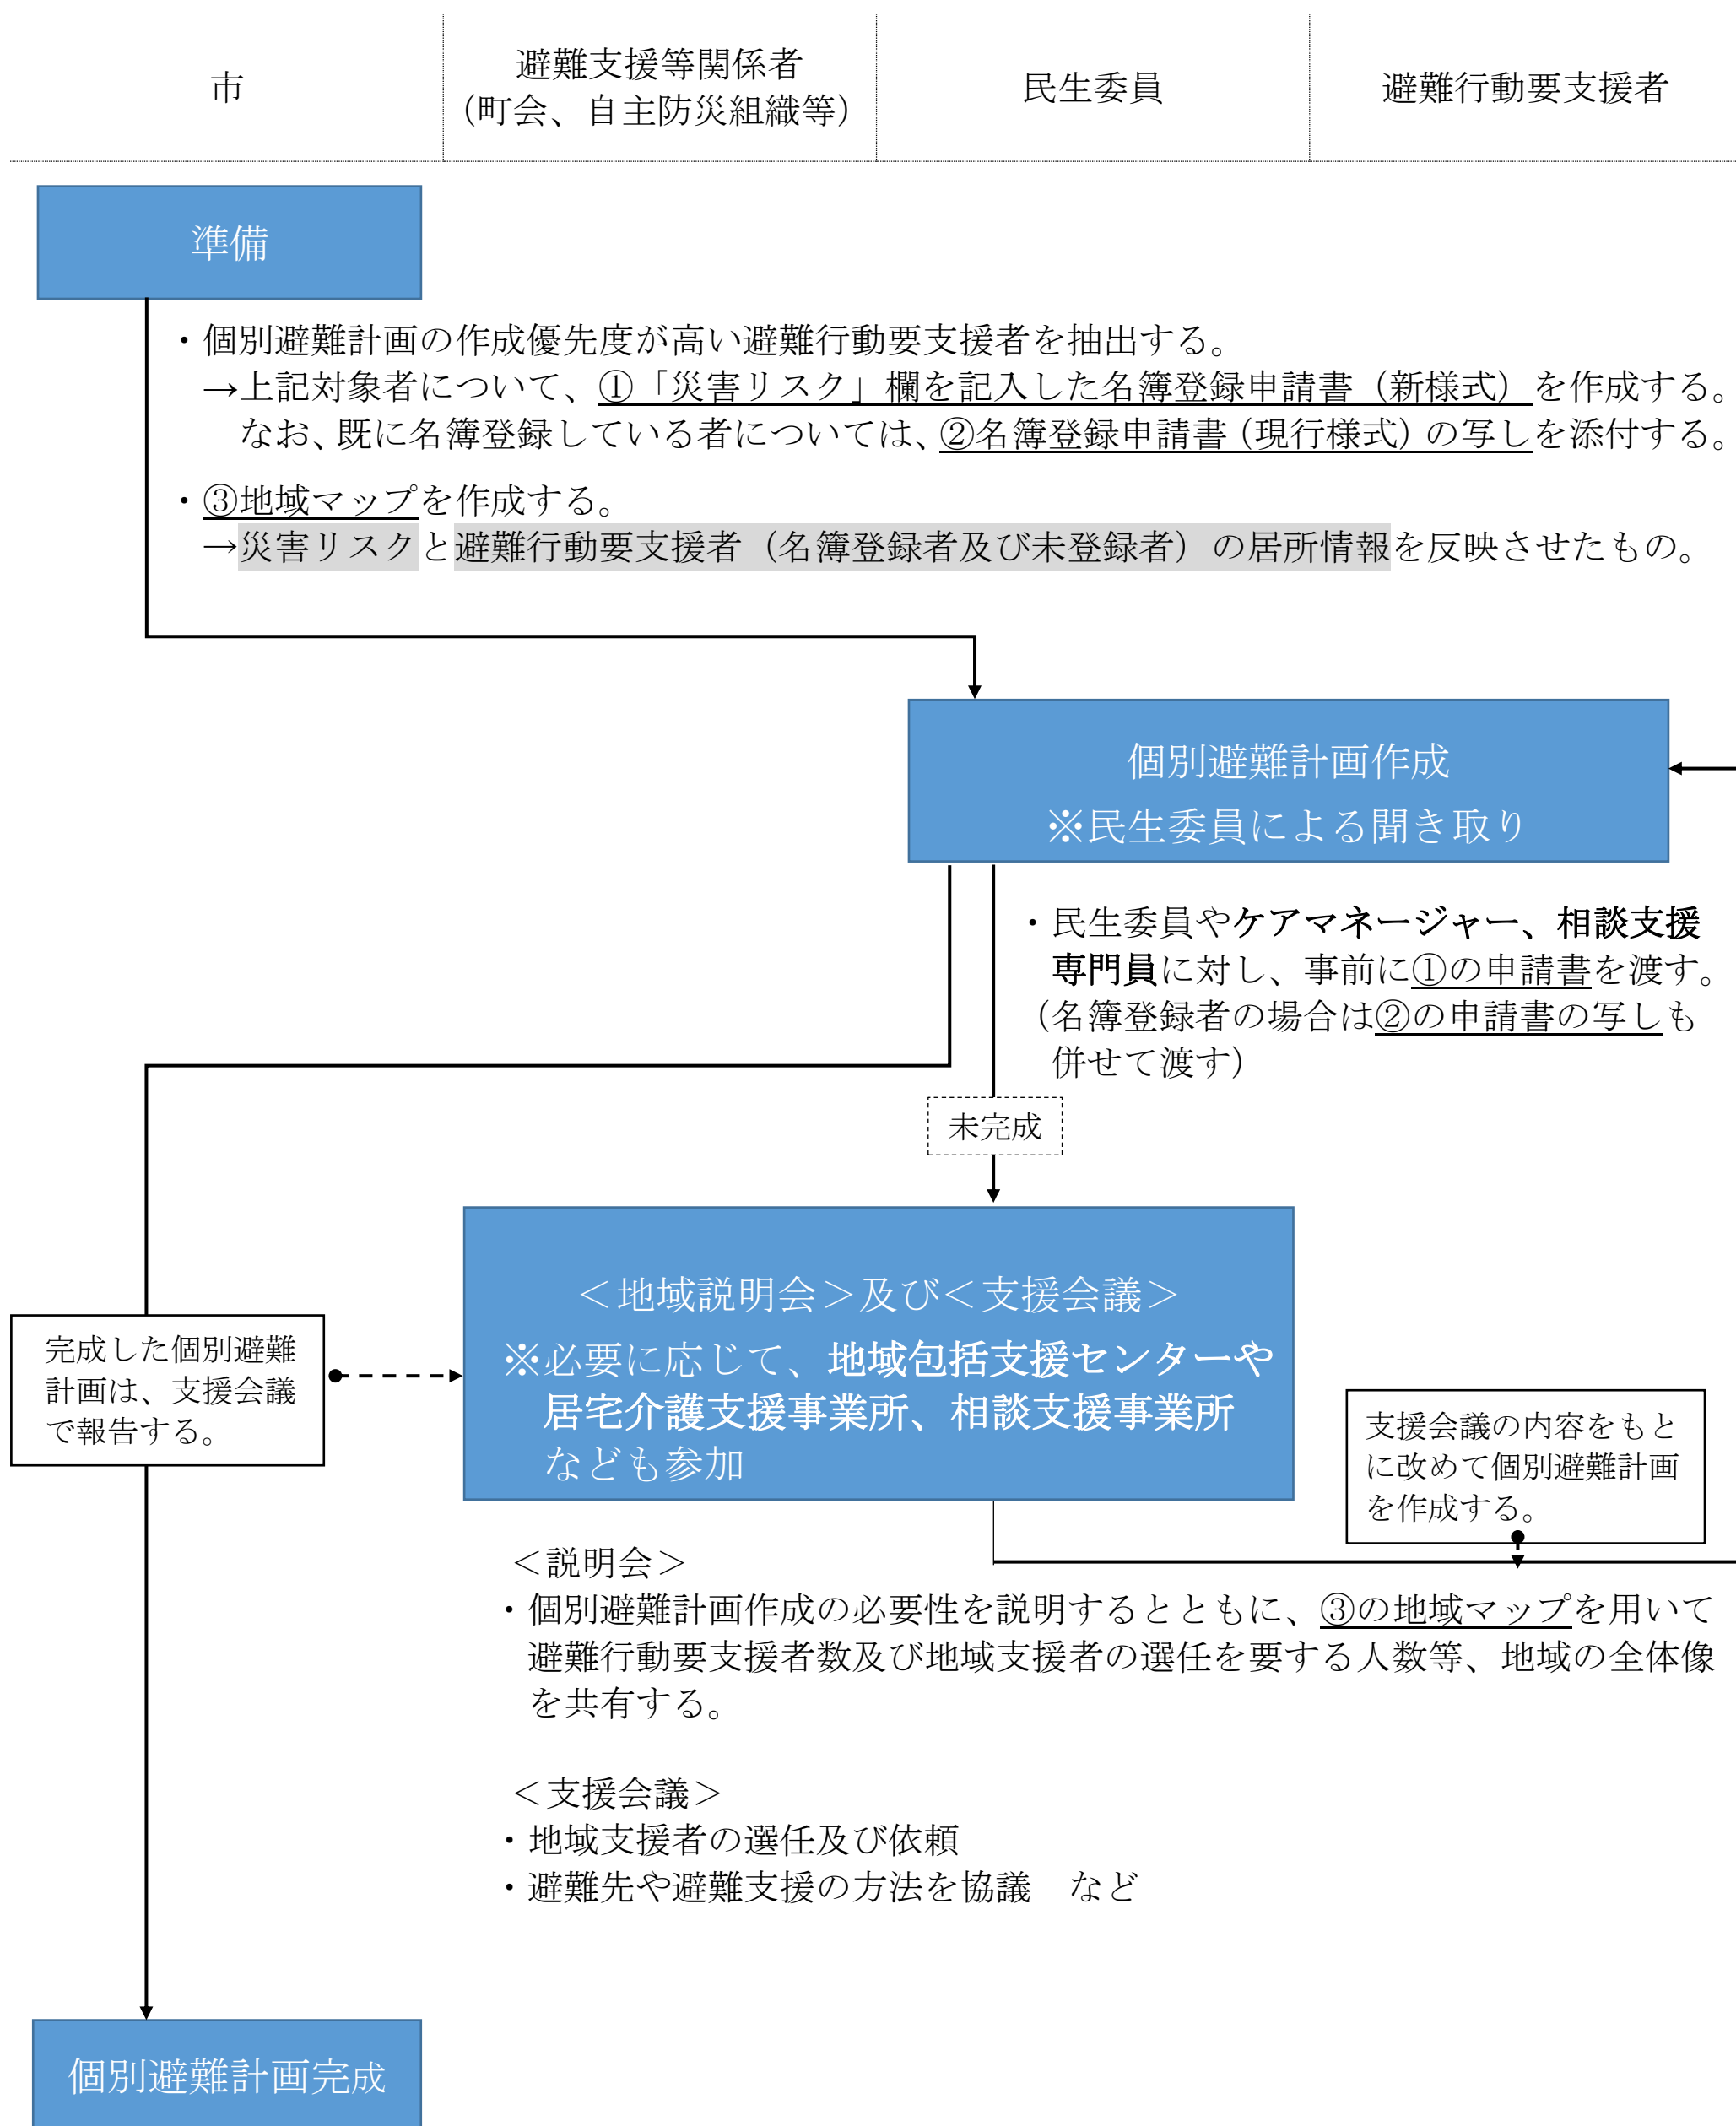 市
避難支援等関係者
（町会、自主防災組織等）
民生委員
避難行動要支援者
準備
・個別避難計画の作成優先度が高い避難行動要支援者を抽出する。
→上記対象者について、①「災害リスク」欄を記入した名簿登録申請書（新様式）を作成する。
なお、既に名簿登録している者については、②名簿登録申請書（現行様式）の写しを添付する。
・③地域マップを作成する。
→災害リスクと避難行動要支援者（名簿登録者及び未登録者）の居所情報を反映させたもの。
個別避難計画作成
※民生委員による聞き取り
・民生委員やケアマネージャー、相談支援
専門員に対し、事前に①の申請書を渡す。
（名簿登録者の場合は②の申請書の写しも
併せて渡す）
未完成
＜地域説明会＞及び＜支援会議＞
※必要に応じて、地域包括支援センターや
居宅介護支援事業所、相談支援事業所
なども参加
完成した個別避難
計画は、支援会議
で報告する。
支援会議の内容をもと
に改めて個別避難計画
を作成する。
＜説明会＞
・個別避難計画作成の必要性を説明するとともに、③の地域マップを用いて
避難行動要支援者数及び地域支援者の選任を要する人数等、地域の全体像
を共有する。
＜支援会議＞
・地域支援者の選任及び依頼
・避難先や避難支援の方法を協議　など
個別避難計画完成